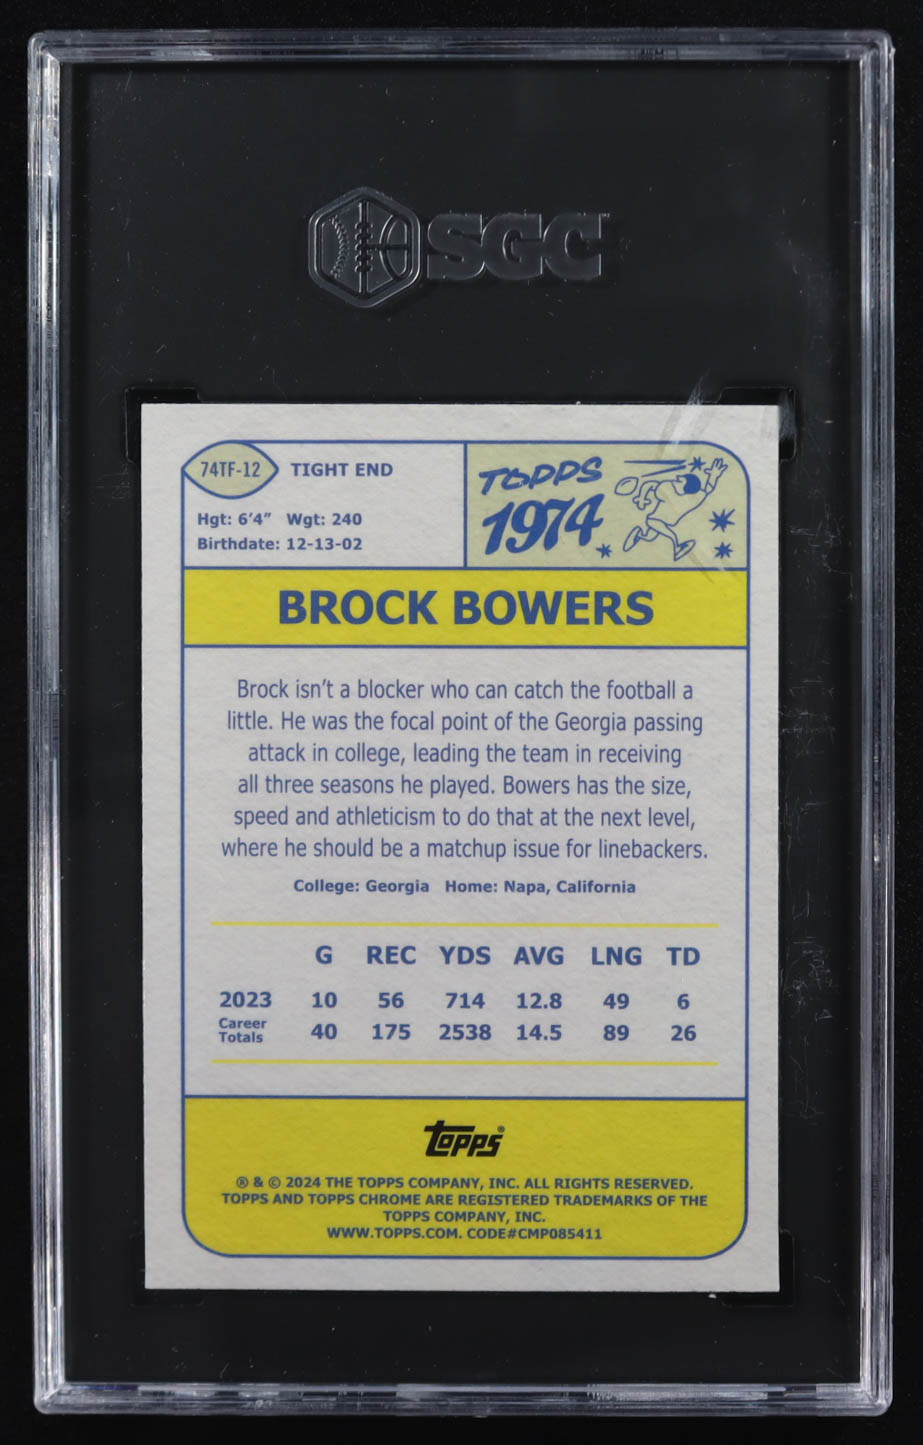 SGC
74TF-12 TIGHT END
Hgt: 6'4" Wgt: 240
Birthdate: 12-13-02
TOPPS
1974
BROCK BOWERS
Brock isn't a blocker who can catch the football a
little. He was the focal point of the Georgia passing
attack in college, leading the team in receiving
all three seasons he played. Bowers has the size,
speed and athleticism to do that at the next level,
where he should be a matchup issue for linebackers.
College: Georgia Home: Napa, California
G REC YDS AVG LNG TD
2023 10 56 714 12.8 49 6
Career
Totals 40 175 2538 14.5 89 26
topps®
® & © 2024 THE TOPPS COMPANY, INC. ALL RIGHTS RESERVED.
TOPPS AND TOPPS CHROME ARE REGISTERED TRADEMARKS OF THE
TOPPS COMPANY, INC.
WWW.TOPPS.COM. CODE#CMP085411